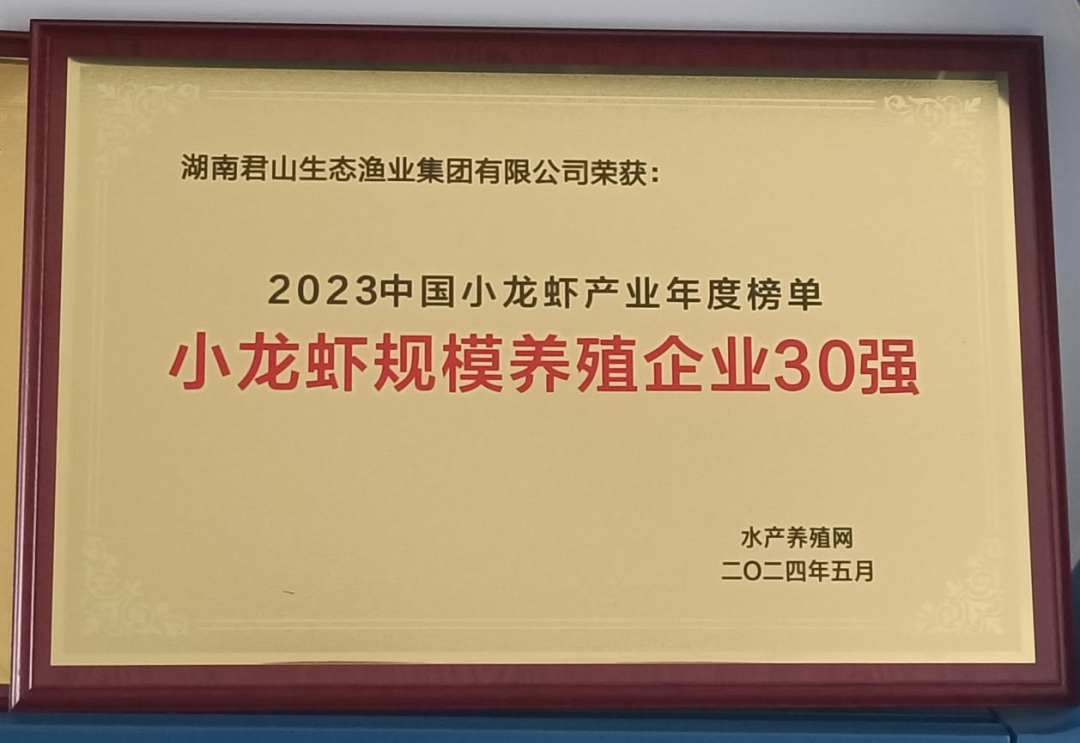 湖南君山生态渔业集团有限公司荣获：
2023中国小龙虾产业年度榜单
小龙虾规模养殖企业30强
水产养殖网
二〇二四年五月